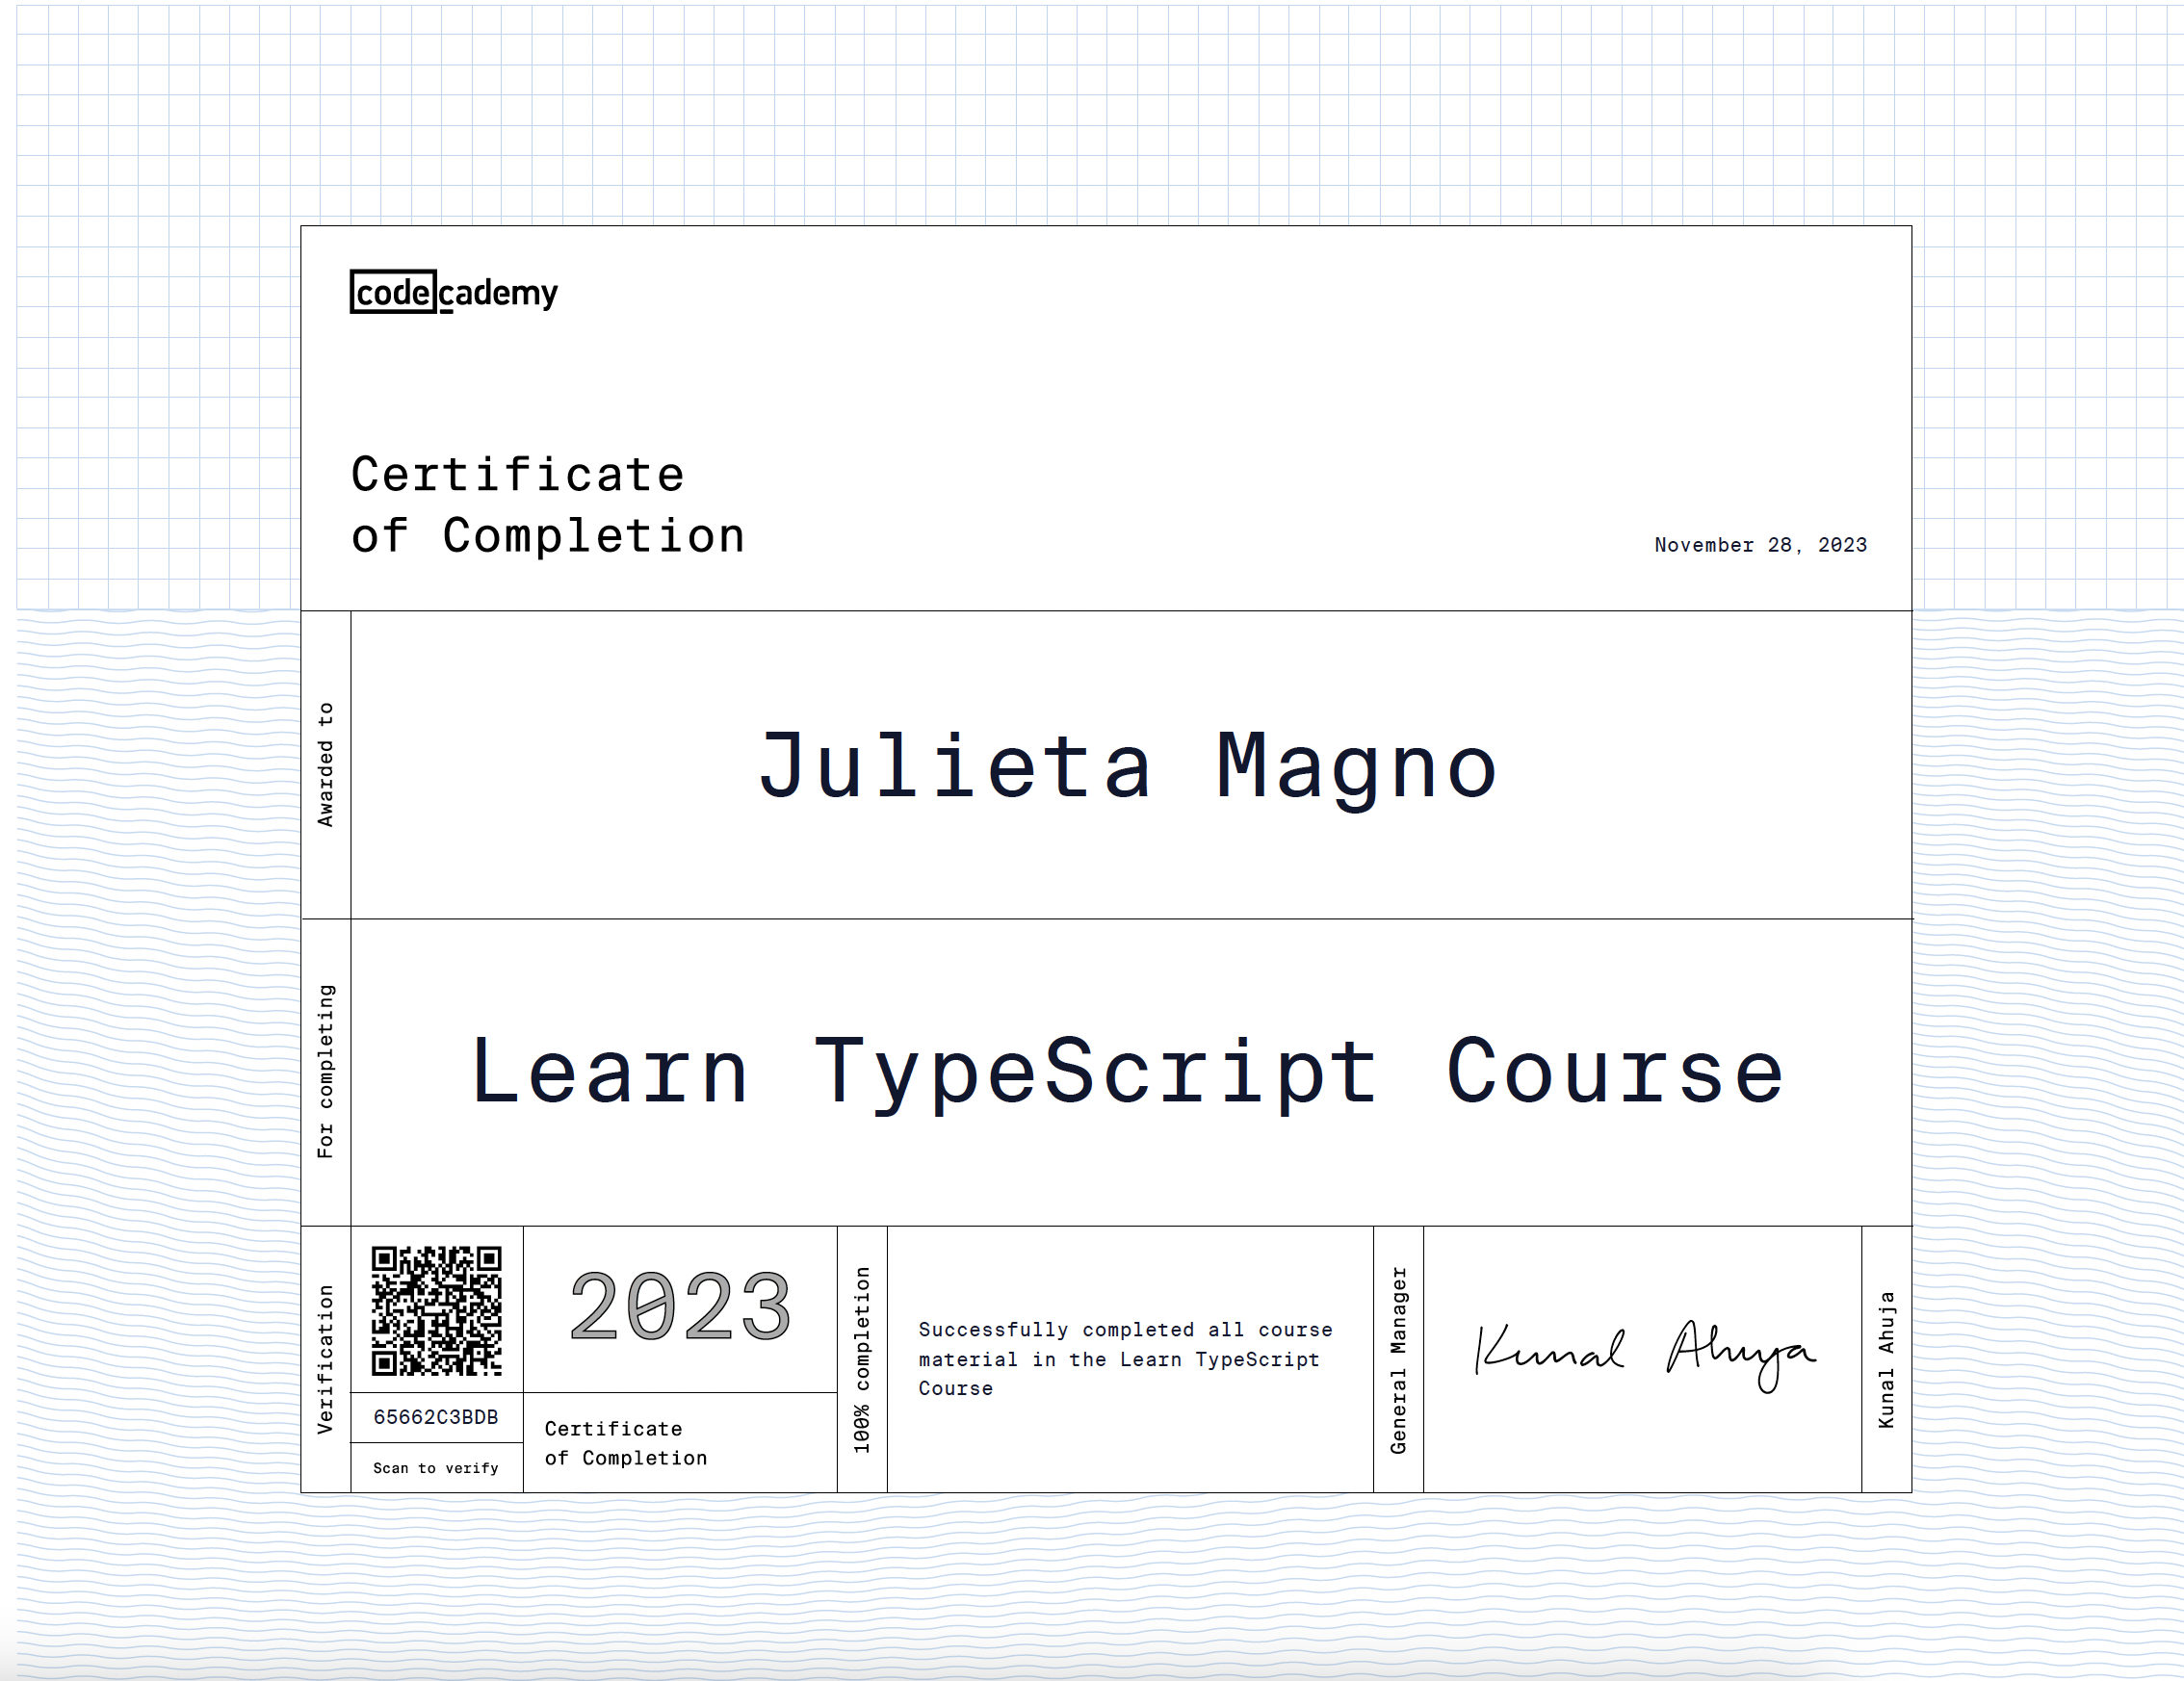 codecademy
Certificate
of Completion
November 28, 2023
Awarded to
Julieta Magno
For completing
Learn TypeScript Course
Verification
65662C3BDB
Scan to verify
2023
Certificate
of Completion
100% completion
Successfully completed all course
material in the Learn TypeScript
Course
General Manager
Kunal Ahuja
Kunal Ahuja